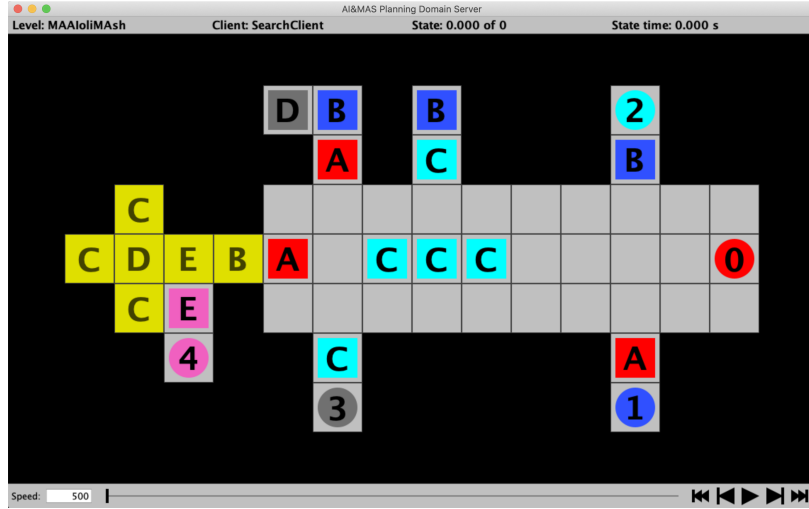 AI&MAS Planning Domain Server
Level: MAAIoliMAsh Client: SearchClient State: 0.000 of 0 State time: 0.000 s
D B B 2
A C B
C
C D E B A C C C 0
C E
4 C A
3 1
Speed: 500